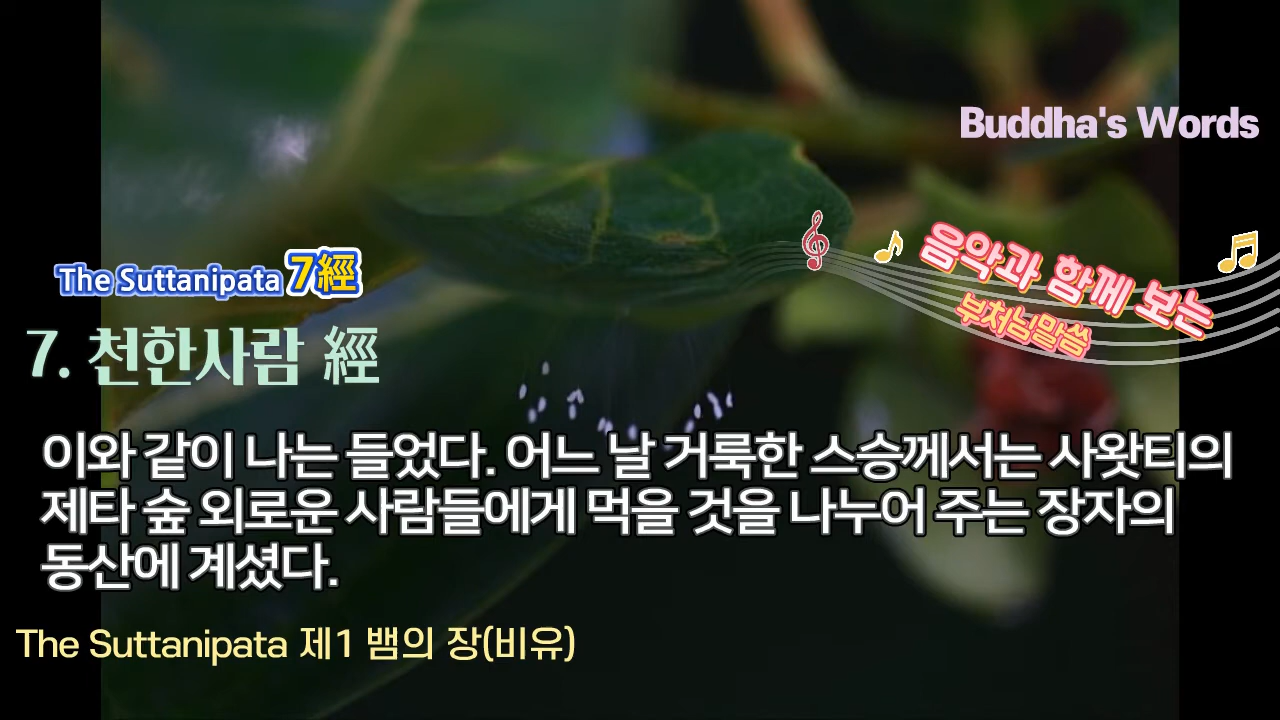 Buddha's Words
음악과 함께 보는
부처님말씀
The Suttanipata 7經
7. 천한사람 經
이와 같이 나는 들었다. 어느 날 거룩한 스승께서는 사왓티의
제타 숲 외로운 사람들에게 먹을 것을 나누어 주는 장자의
동산에 계셨다.
The Suttanipata 제1 뱀의 장(비유)